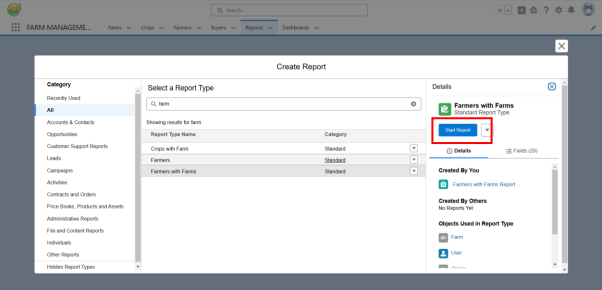 Search...
FARM MANAGEME...
Farms
Crops
Farmers
Buyers
Reports
Dashboards
Create Report
Category
Recently Used
All
Accounts & Contacts
Opportunities
Customer Support Reports
Leads
Campaigns
Activities
Contracts and Orders
Price Books, Products and Assets
Administrative Reports
File and Content Reports
Individuals
Other Reports
Hidden Report Types
Select a Report Type
farm
Showing results for farm
Report Type Name Category
Crops with Farm Standard
Farmers Standard
Farmers with Farms Standard
Details
Farmers with Farms
Standard Report Type
Start Report
Details Fields (29)
Created By You
Farmers with Farms Report
Created By Others
No Reports Yet
Objects Used in Report Type
Farm
User